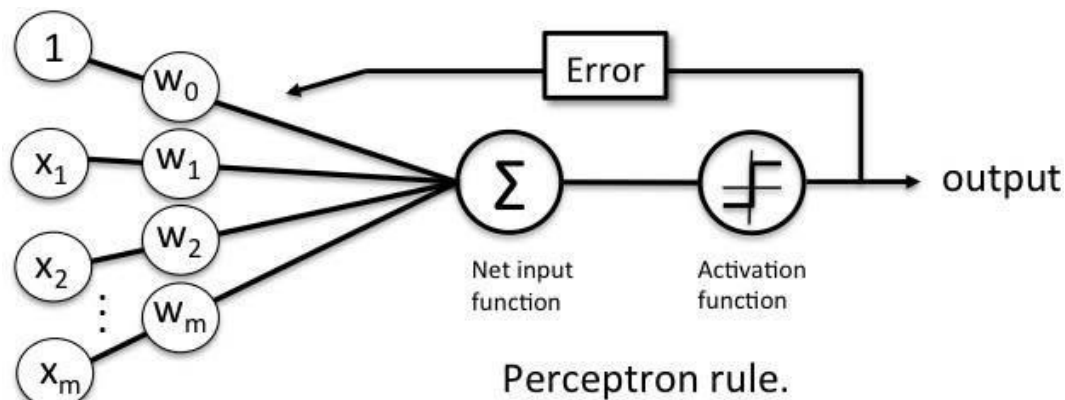 1
w₀
Error
x₁
w₁
Σ
output
x₂
w₂
Net input
function
Activation
function
⋮
wₘ
xₘ
Perceptron rule.